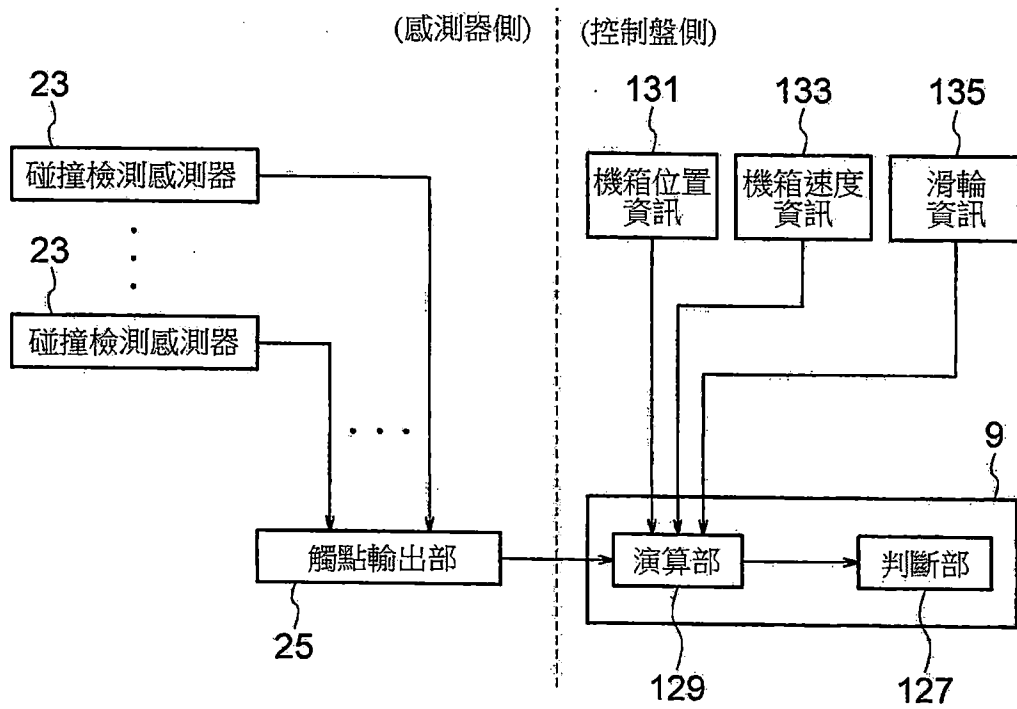 (感測器側)
(控制盤側)
23
131
133
135
碰撞檢測感測器
機箱位置
資訊
機箱速度
資訊
滑輪
資訊
23
碰撞檢測感測器
9
觸點輸出部
演算部
判斷部
25
129
127